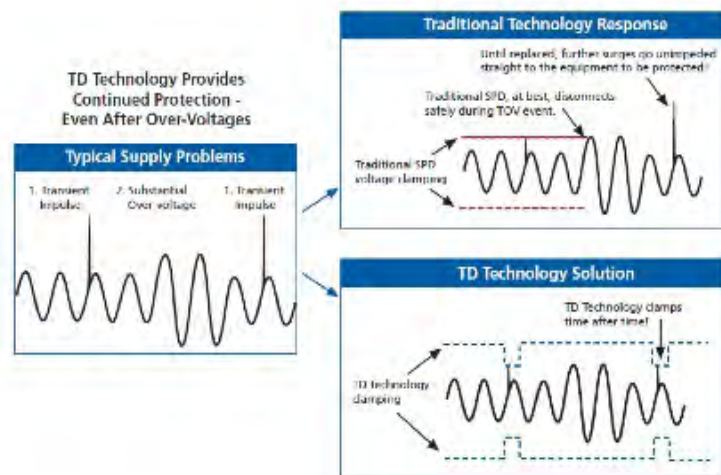 TD Technology Provides
Continued Protection -
Even After Over-Voltages
Typical Supply Problems
1. Transient
Impulse
2. Substantial
Over voltage
1. Transient
Impulse
Traditional Technology Response
Until replaced, further surges go unimpeded
straight to the equipment to be protected!
Traditional SPD, at best, disconnects
safely during TOV event.
Traditional SPD
voltage clamping
TD Technology Solution
TD Technology clamps
time after time!
TD technology
clamping